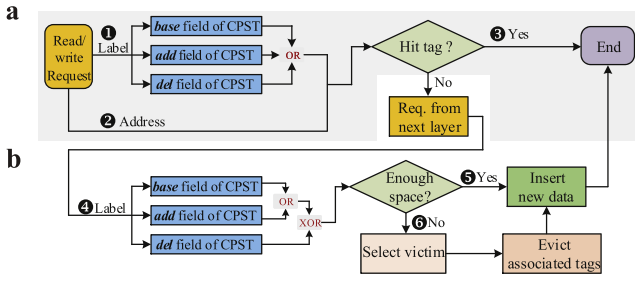 a
Read/
write
Request
❶
Label
base field of CPST
add field of CPST
del field of CPST
OR
❷ Address
Hit tag ?
❸ Yes
End
No
Req. from
next layer
b
❹ Label
base field of CPST
add field of CPST
del field of CPST
OR
XOR
Enough
space?
❺ Yes
Insert
new data
❻ No
Select victim
Evict
associated tags